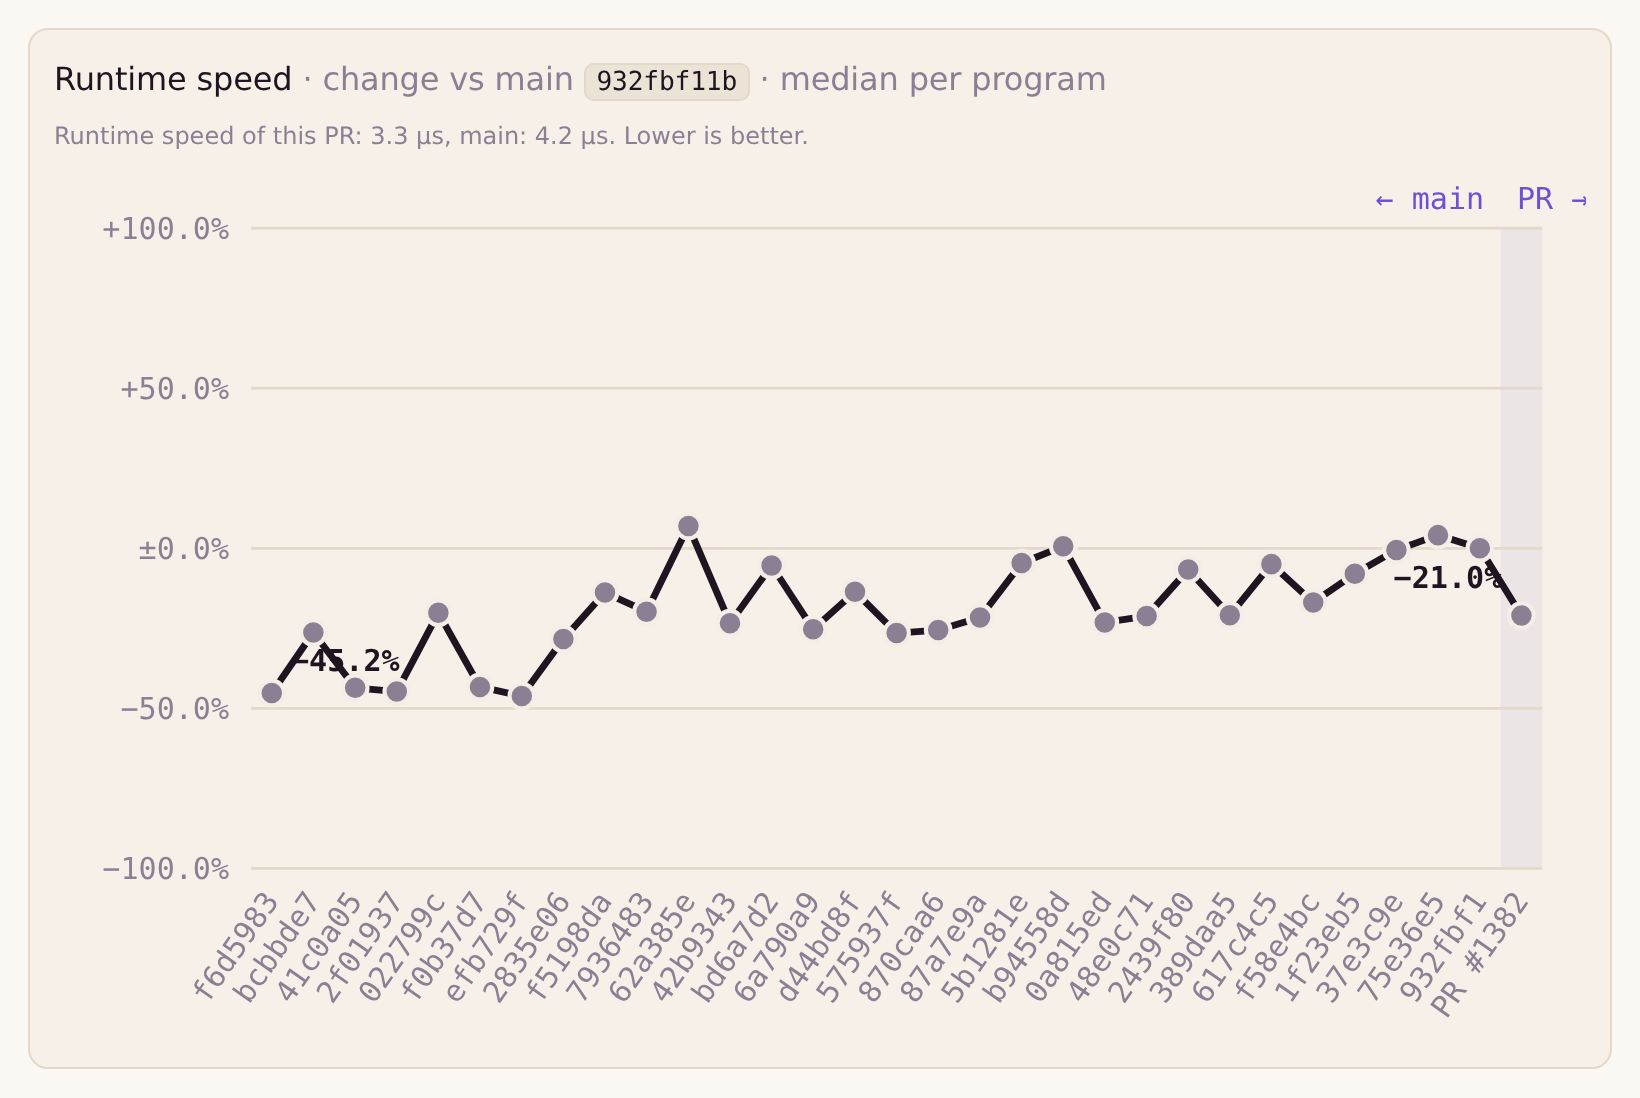 Runtime speed · change vs main 932fbf11b · median per program
Runtime speed of this PR: 3.3 µs, main: 4.2 µs. Lower is better.
← main PR →
+100.0%
+50.0%
±0.0%
−50.0%
−100.0%
−45.2%
−21.0%
f6d5983
bcbbde7
41c0a05
2f01937
022799c
f0b37d7
efb729f
2835e06
f5198da
7936483
62a385e
42b9343
bd6a7d2
6a790a9
d44bd8f
575937f
870caa6
87a7e9a
5b1281e
b94558d
0a815ed
48e0c71
2439f80
389daa5
617c4c5
f58e4bc
1f23eb5
37e3c9e
75e36e5
932fbf1
PR #1382